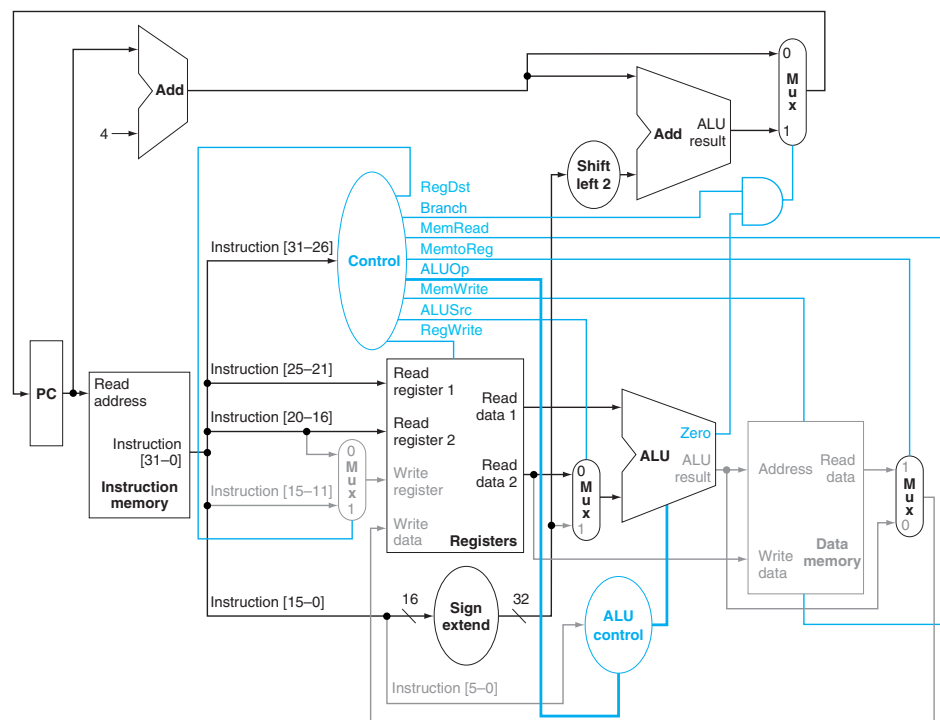 0
M
u
x
1
Add
4
Add
ALU
result
Shift
left 2
RegDst
Branch
MemRead
MemtoReg
ALUOp
MemWrite
ALUSrc
RegWrite
Instruction [31–26]
Control
PC
Read
address
Instruction
[31–0]
Instruction
memory
Instruction [25–21]
Instruction [20–16]
Instruction [15–11]
0
M
u
x
1
Read
register 1
Read
register 2
Write
register
Write
data
Read
data 1
Read
data 2
Registers
0
M
u
x
1
Zero
ALU
ALU
result
Address
Read
data
Write
data
Data
memory
1
M
u
x
0
Instruction [15–0]
16
Sign
extend
32
ALU
control
Instruction [5–0]